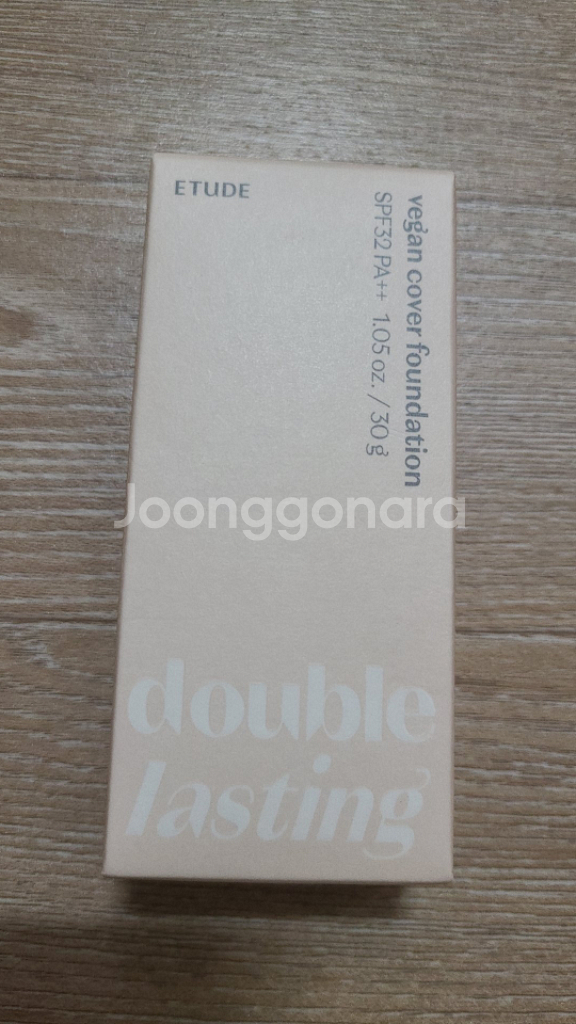 ETUDE
vegan cover foundation
SPF32 PA++ 1.05 oz. / 30 g
Joonggonara
double
lasting